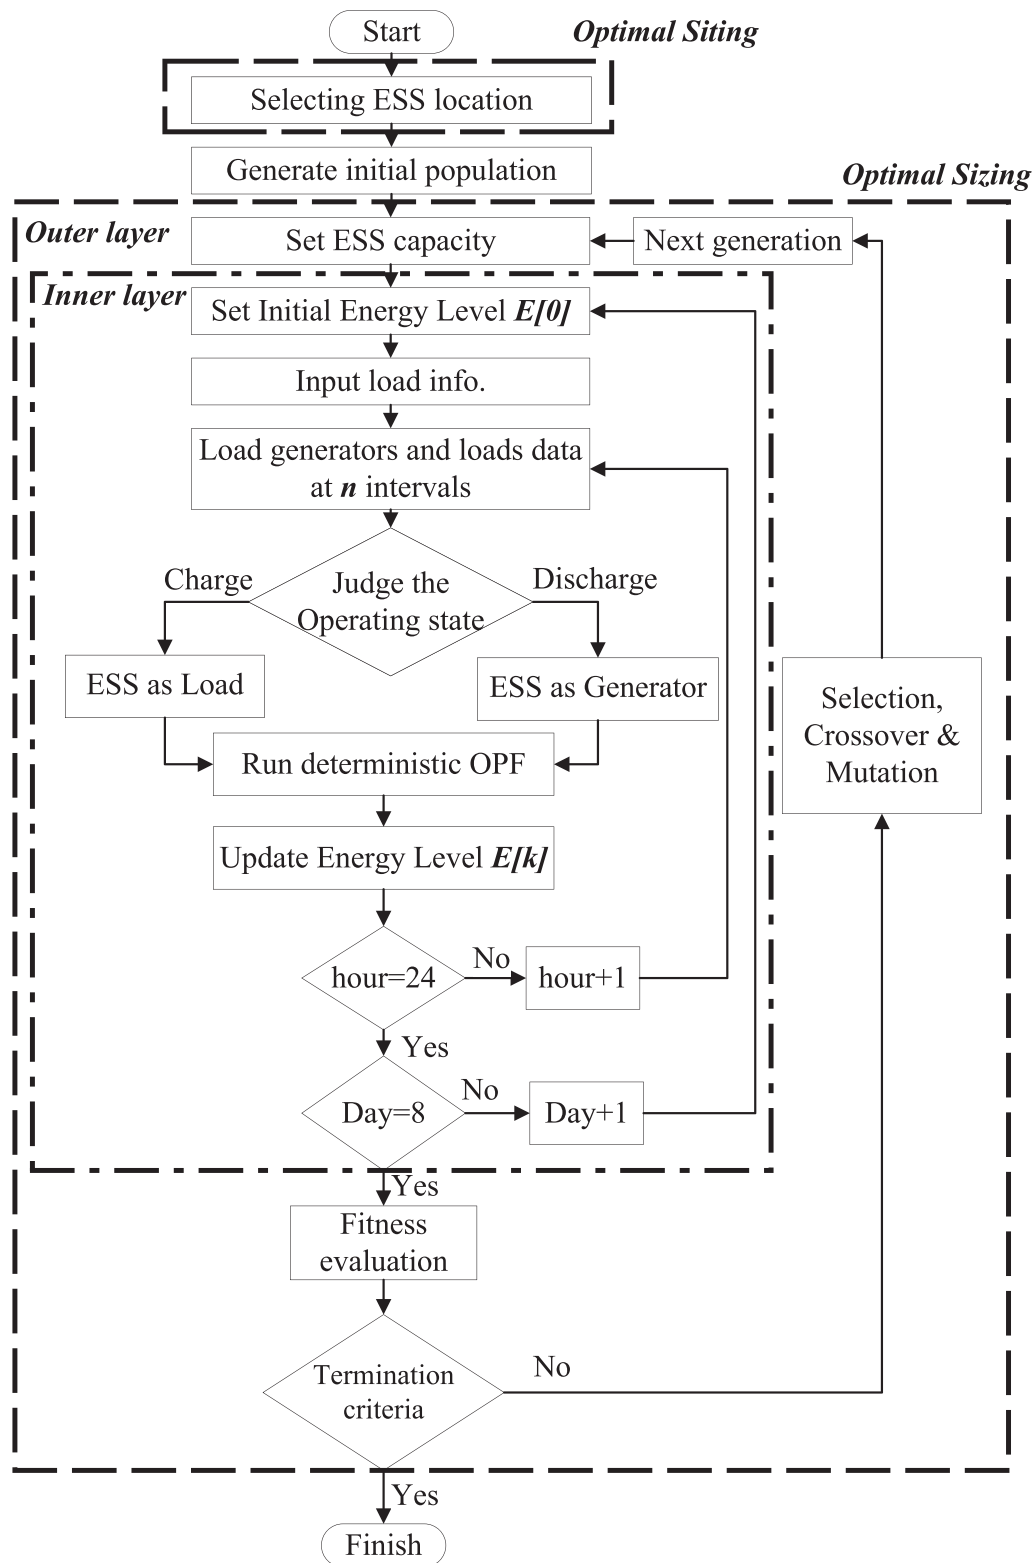 Start
Optimal Siting
Selecting ESS location
Generate initial population
Optimal Sizing
Outer layer
Set ESS capacity
Next generation
Inner layer
Set Initial Energy Level E[0]
Input load info.
Load generators and loads data
at n intervals
Charge
Judge the
Operating state
Discharge
ESS as Load
ESS as Generator
Selection,
Crossover &
Mutation
Run deterministic OPF
Update Energy Level E[k]
hour=24
No
hour+1
Yes
Day=8
No
Day+1
Yes
Fitness
evaluation
Termination
criteria
No
Yes
Finish